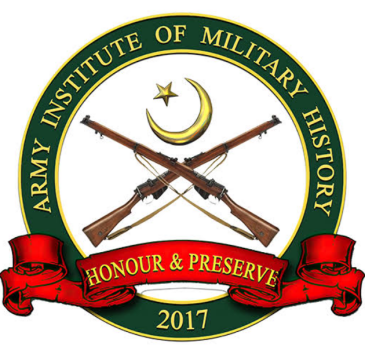 ARMY INSTITUTE OF MILITARY HISTORY
HONOUR & PRESERVE
2017